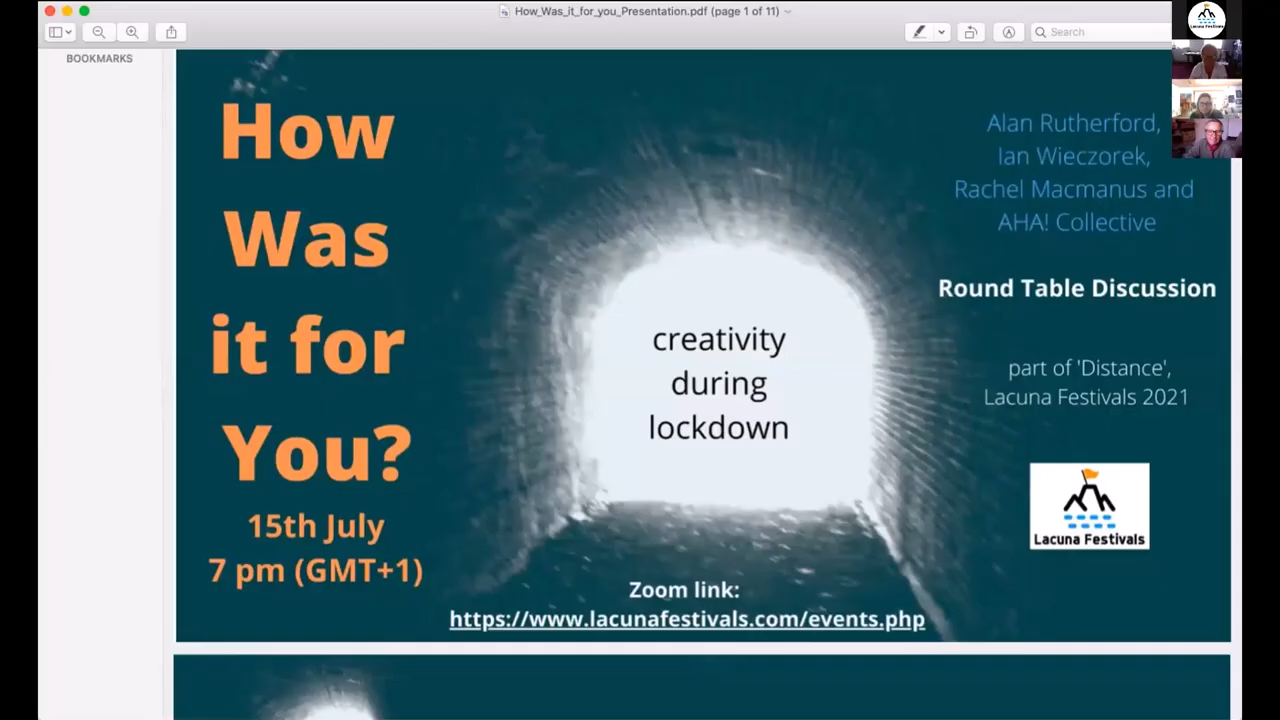 How_Was_it_for_you_Presentation.pdf (page 1 of 11)
Search
BOOKMARKS
How
Was
it for
You?
15th July
7 pm (GMT+1)
creativity
during
lockdown
Zoom link:
https://www.lacunafestivals.com/events.php
Alan Rutherford,
Ian Wieczorek,
Rachel Macmanus and
AHA! Collective
Round Table Discussion
part of 'Distance',
Lacuna Festivals 2021
Lacuna Festivals
Lacuna Festivals